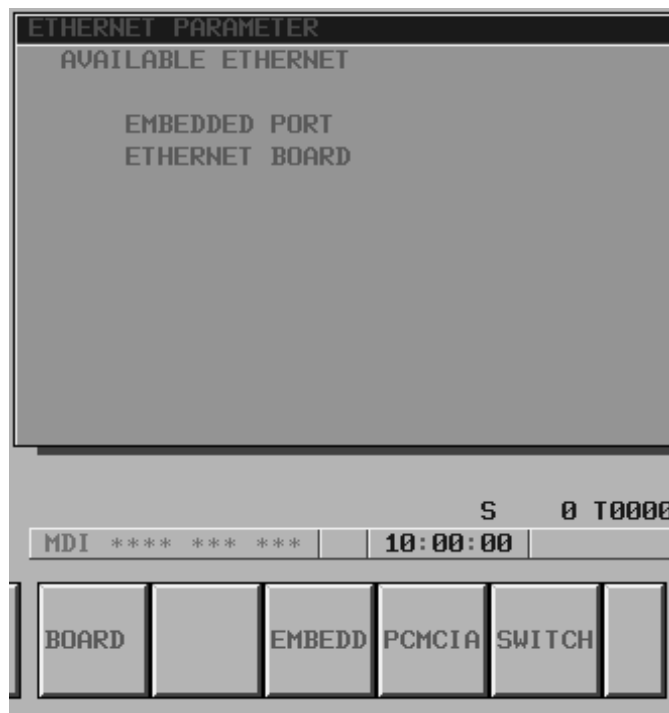 ETHERNET PARAMETER
AVAILABLE ETHERNET
EMBEDDED PORT
ETHERNET BOARD
S 0 T0000
MDI **** *** *** 10:00:00
BOARD EMBEDD PCMCIA SWITCH